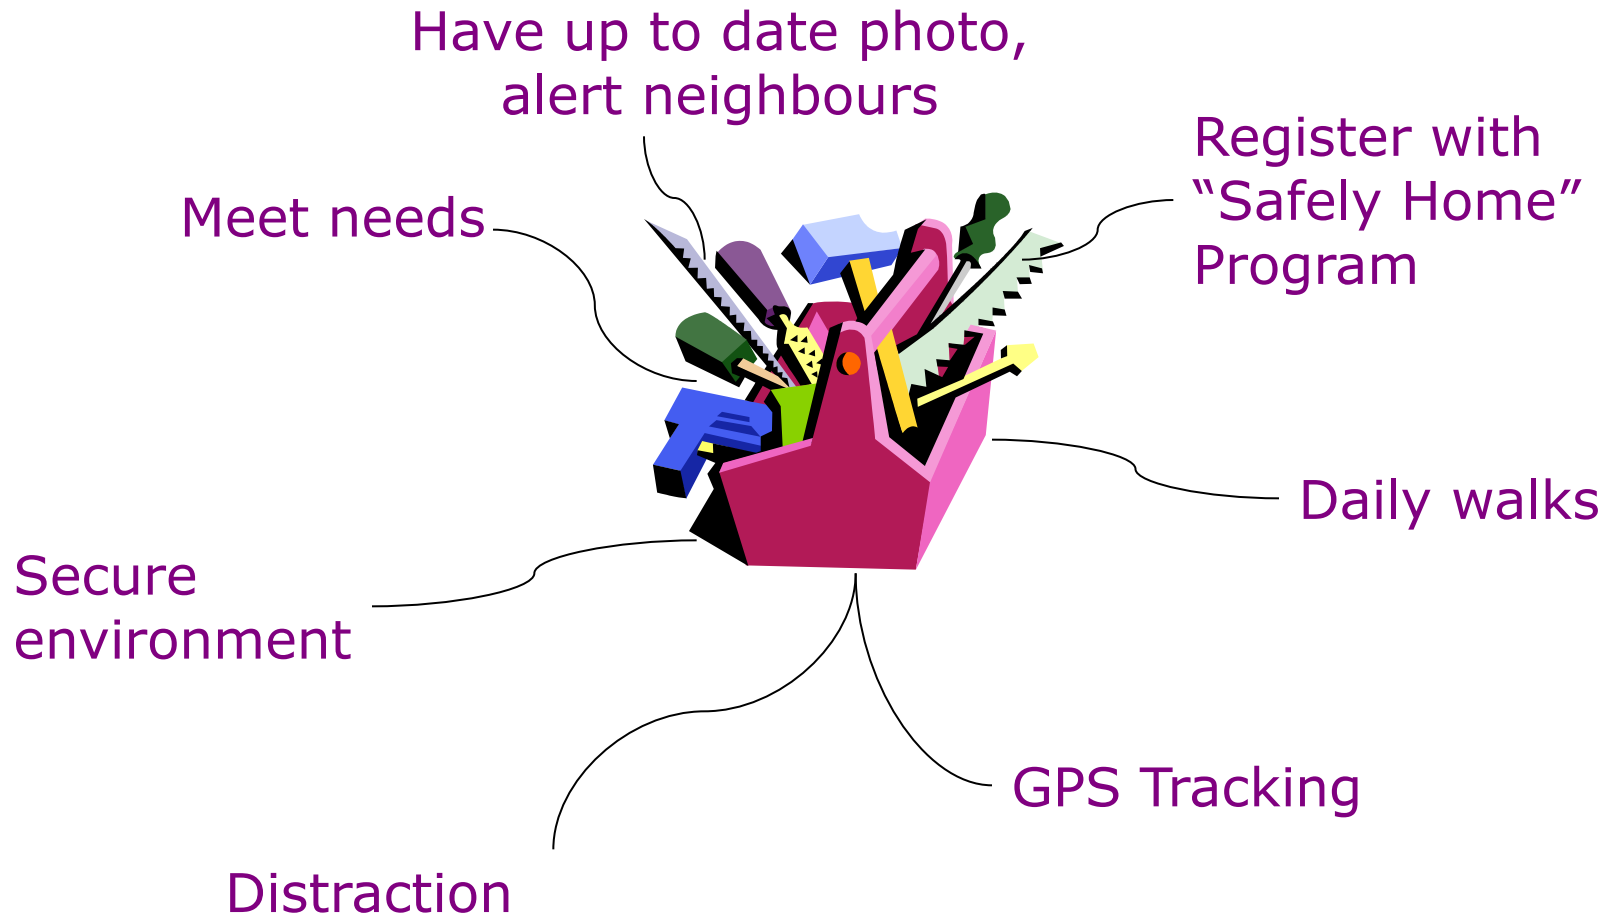 Have up to date photo,
alert neighbours
Register with
“Safely Home”
Program
Meet needs
Daily walks
Secure
environment
GPS Tracking
Distraction